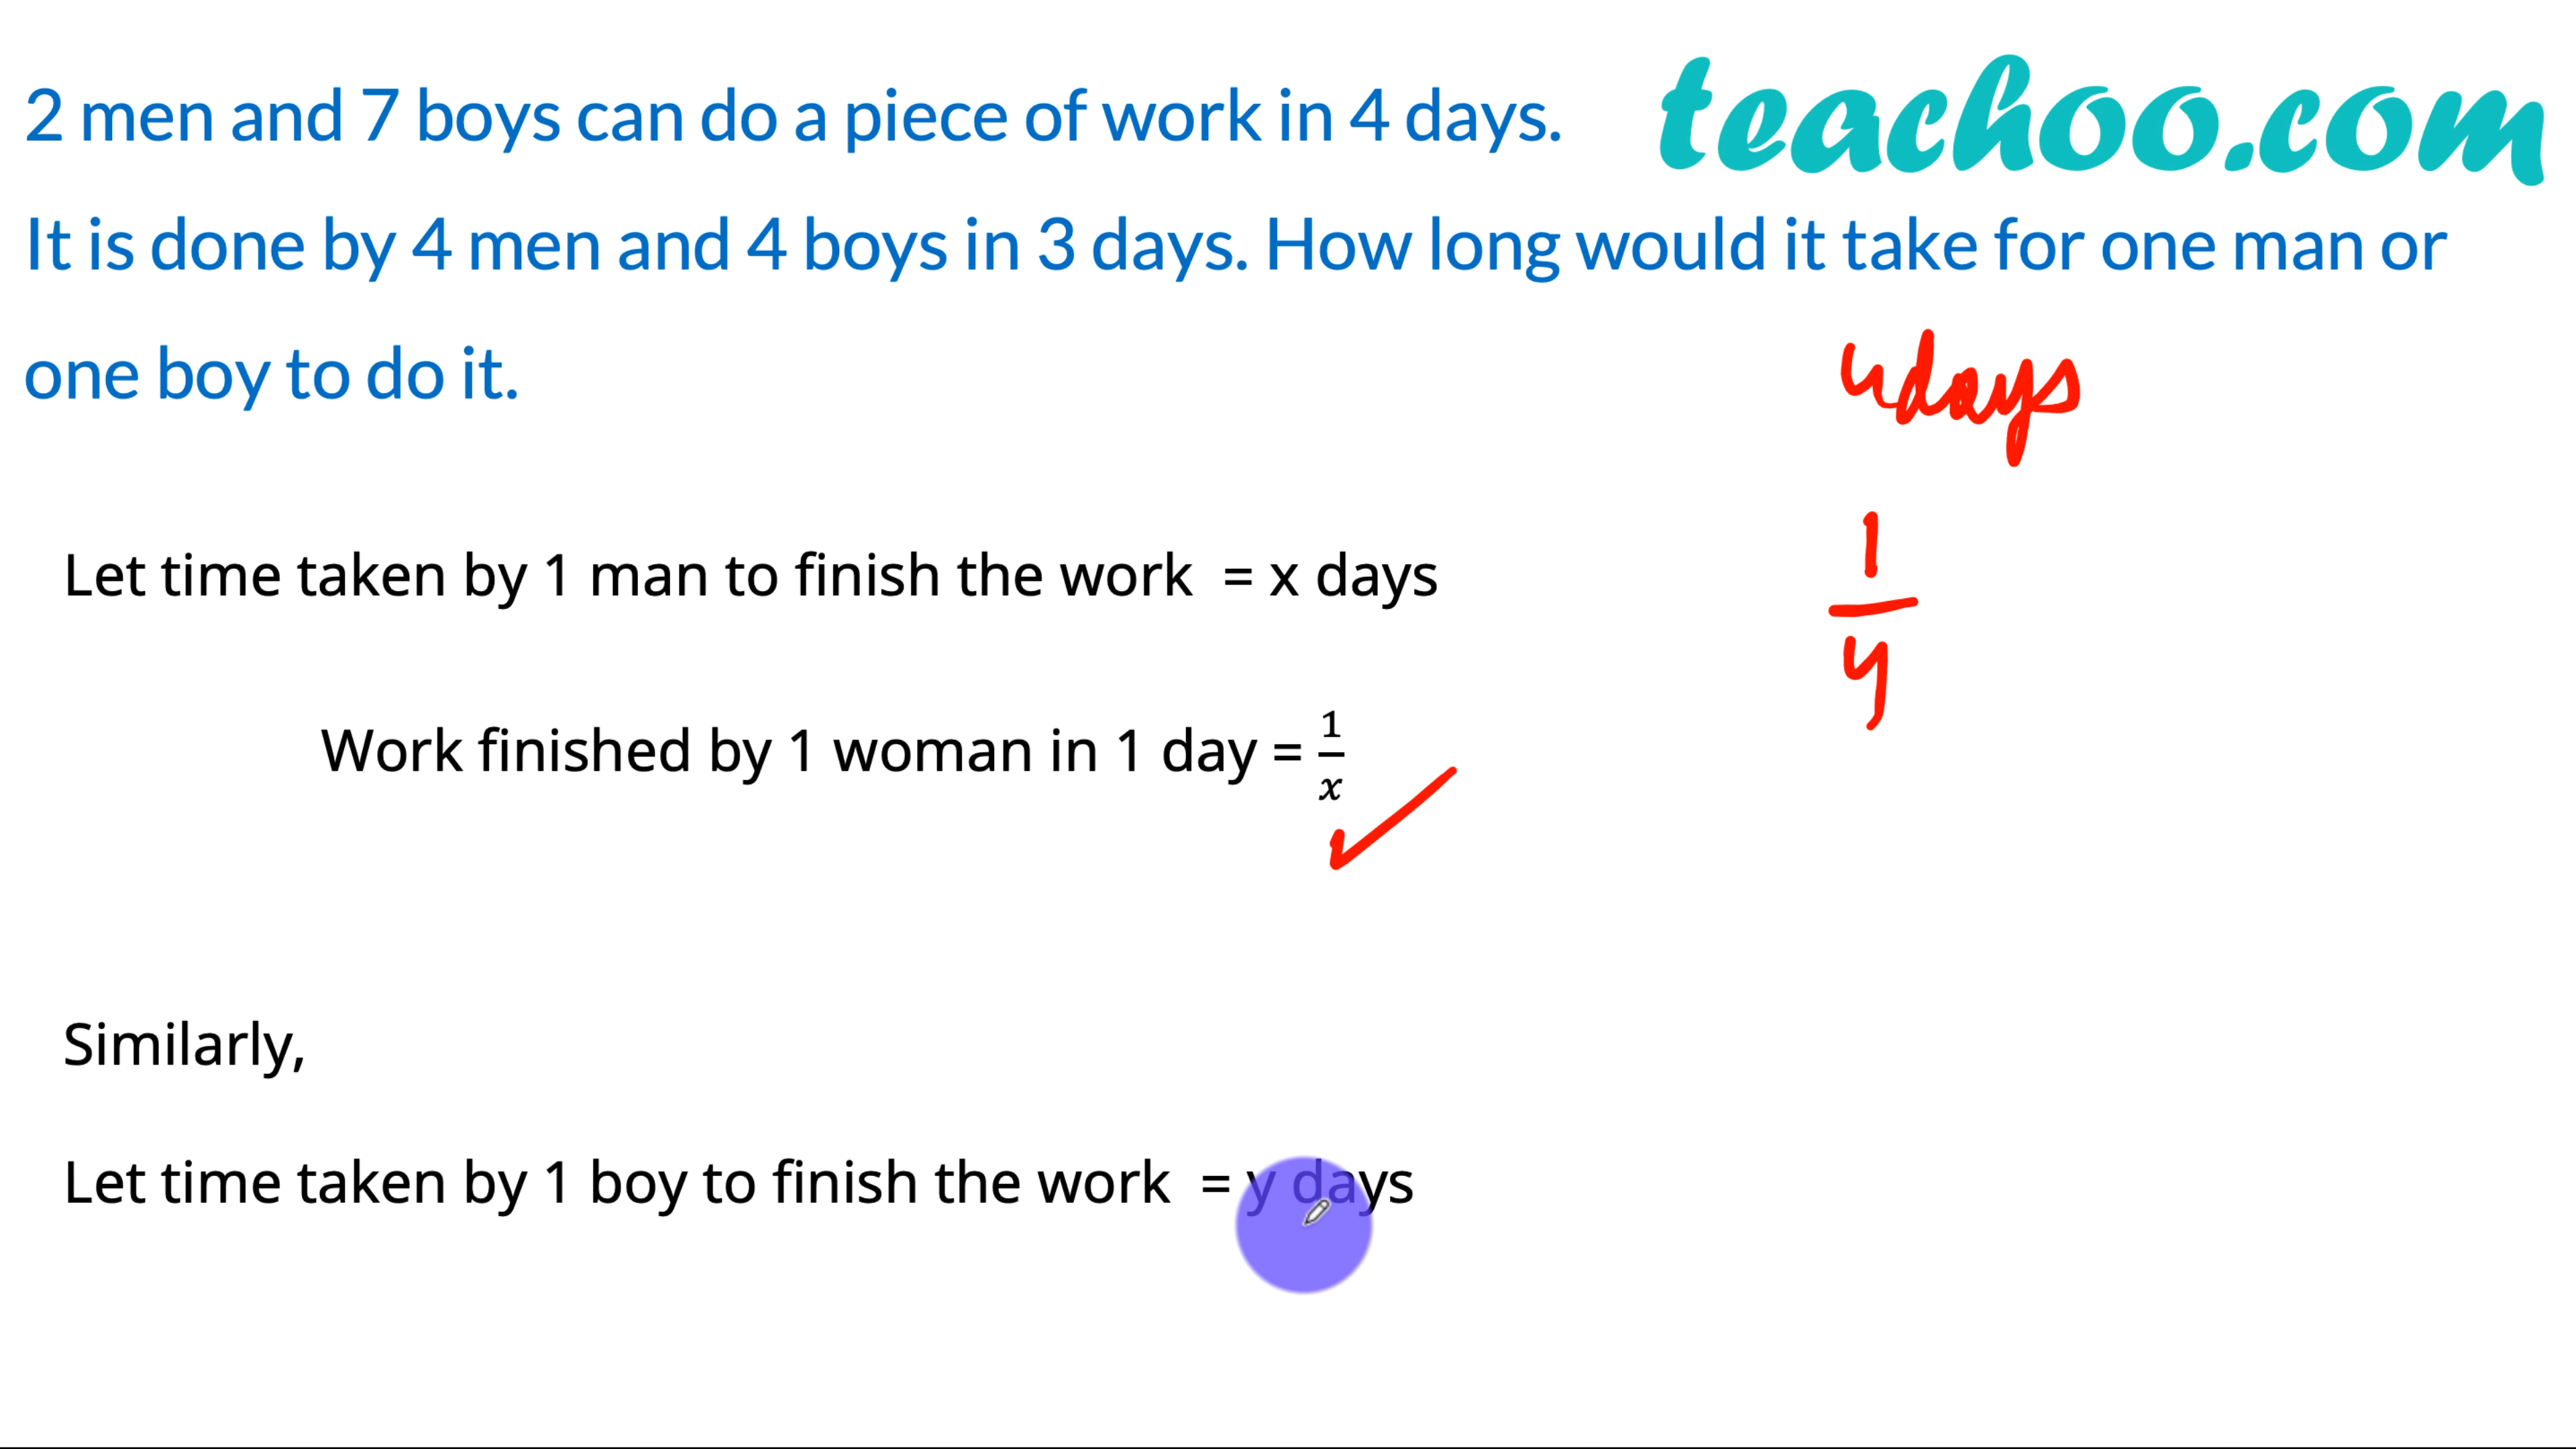 2 men and 7 boys can do a piece of work in 4 days.
teachoo.com
It is done by 4 men and 4 boys in 3 days. How long would it take for one man or
one boy to do it.
4days
Let time taken by 1 man to finish the work = x days
1/4
Work finished by 1 woman in 1 day = 1/x
Similarly,
Let time taken by 1 boy to finish the work = y days